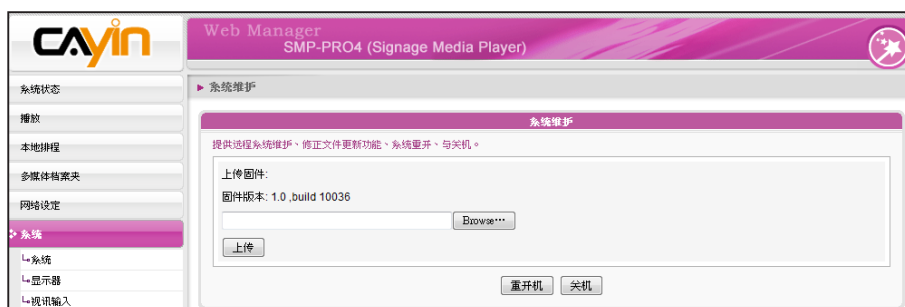 CAYIN
Web Manager
SMP-PRO4 (Signage Media Player)
系统状态
播放
本地排程
多媒体档案夹
网络设定
系统
系统
显示器
视讯输入
系统维护
系统维护
提供远程系统维护、修正文件更新功能、系统重开、与关机。
上传固件:
固件版本: 1.0 ,build 10036
Browse…
上传
重开机
关机